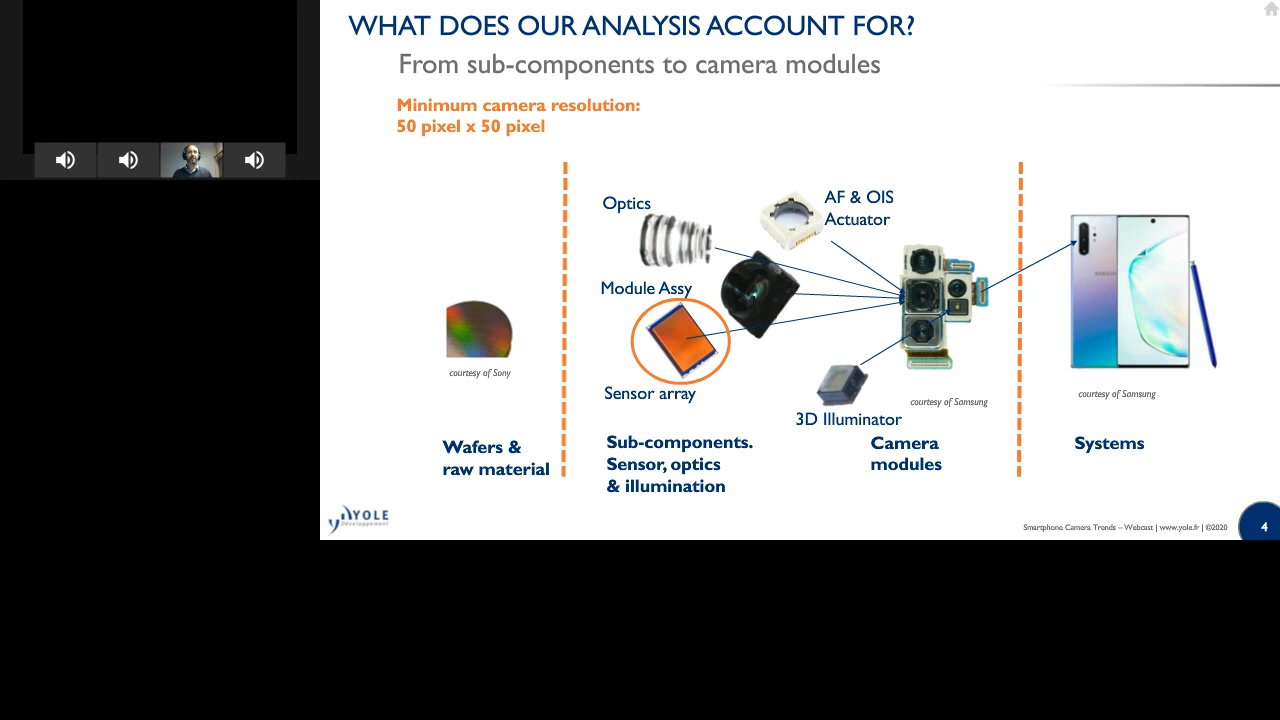 WHAT DOES OUR ANALYSIS ACCOUNT FOR?
From sub-components to camera modules
Minimum camera resolution:
50 pixel x 50 pixel
Optics
AF & OIS
Actuator
Module Assy
SAMSUNG
courtesy of Sony
Sensor array
courtesy of Samsung
courtesy of Samsung
3D Illuminator
Wafers &
raw material
Sub-components.
Sensor, optics
& illumination
Camera
modules
Systems
YOLE
Développement
Smartphone Camera Trends – Webcast | www.yole.fr | ©2020
4